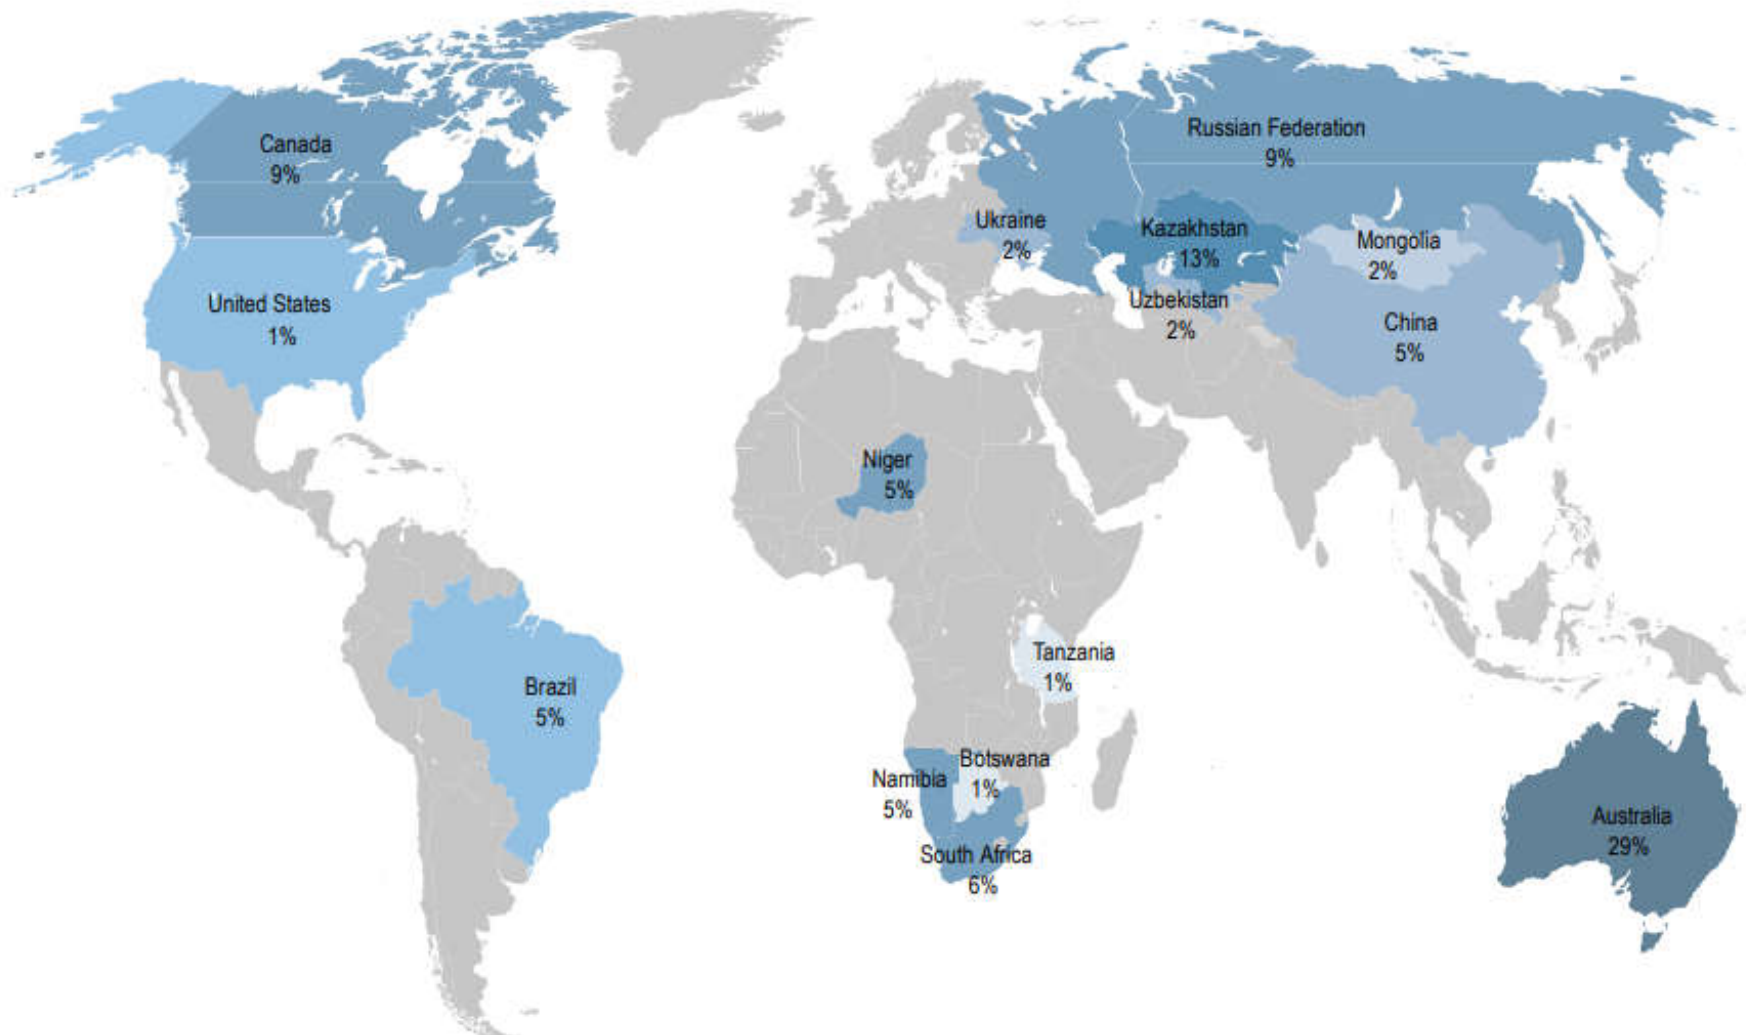 Canada
9%
Russian Federation
9%
Ukraine
2%
Kazakhstan
13%
Mongolia
2%
United States
1%
Uzbekistan
2%
China
5%
Niger
5%
Tanzania
1%
Brazil
5%
Botswana
1%
Namibia
5%
Australia
29%
South Africa
6%